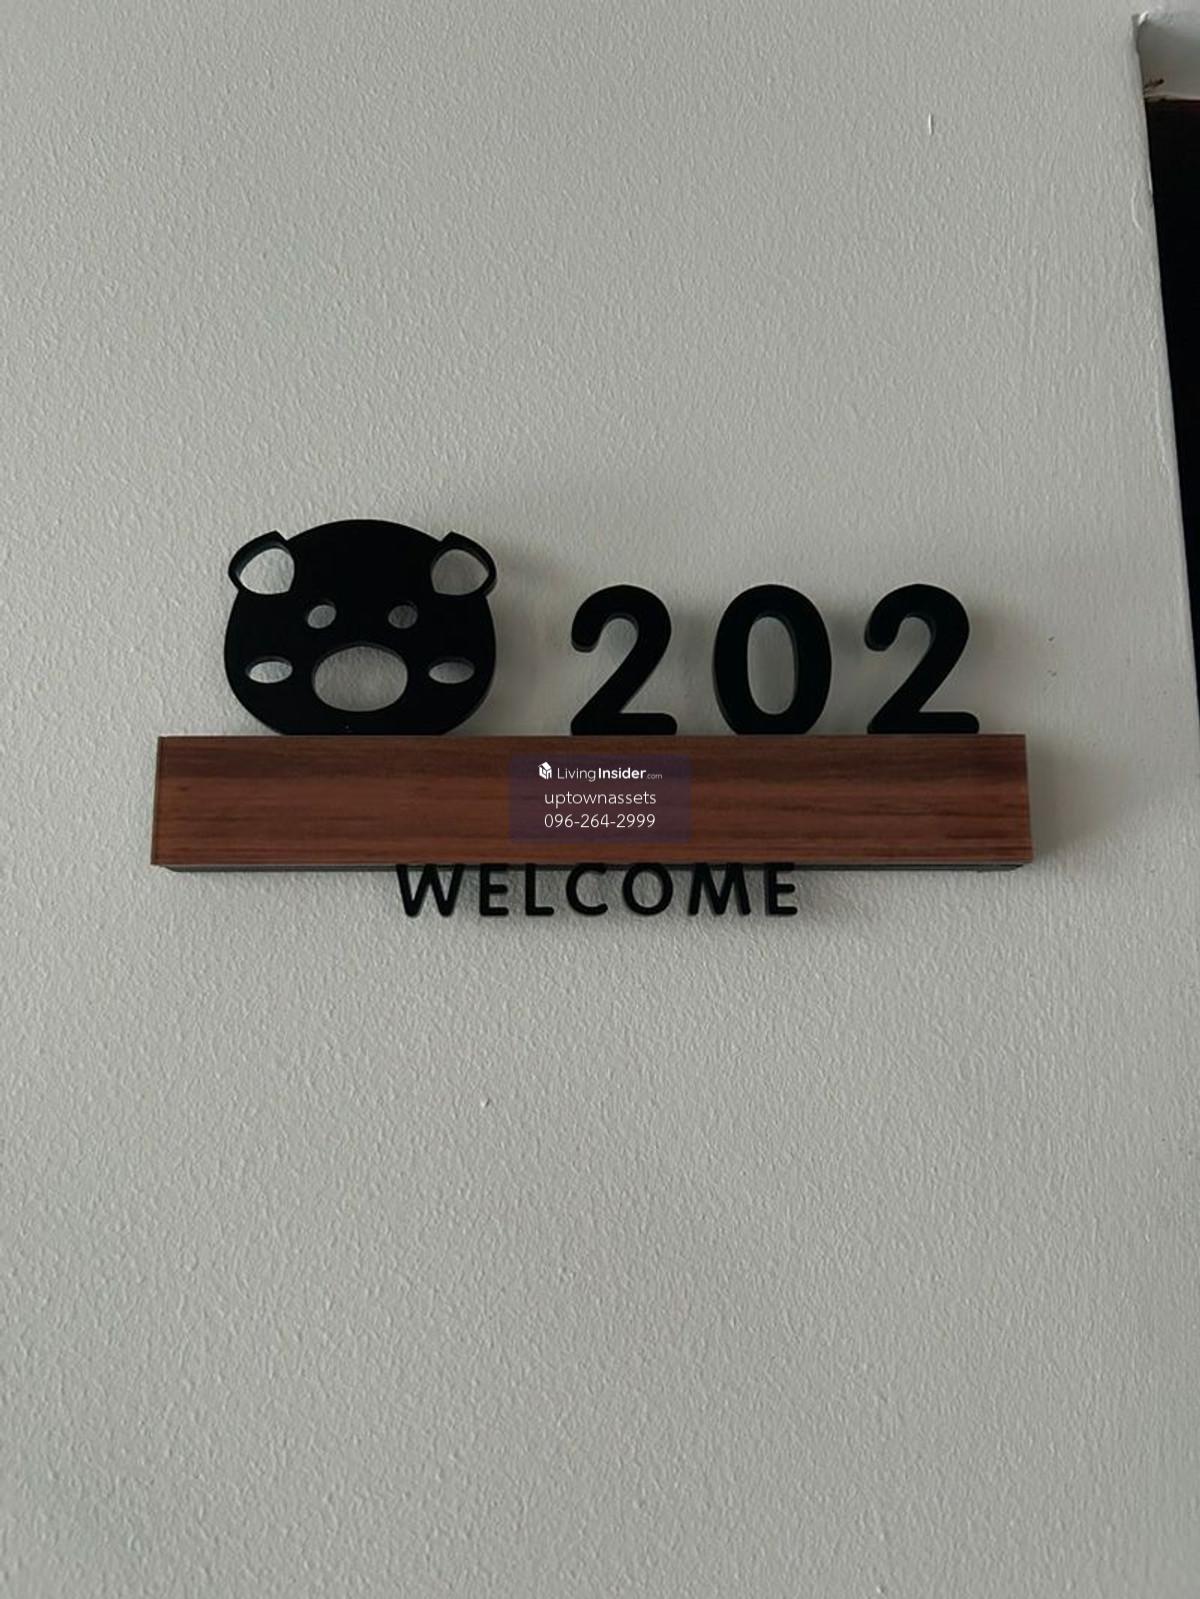 202
LivingInsider.com
uptownassets
096-264-2999
WELCOME